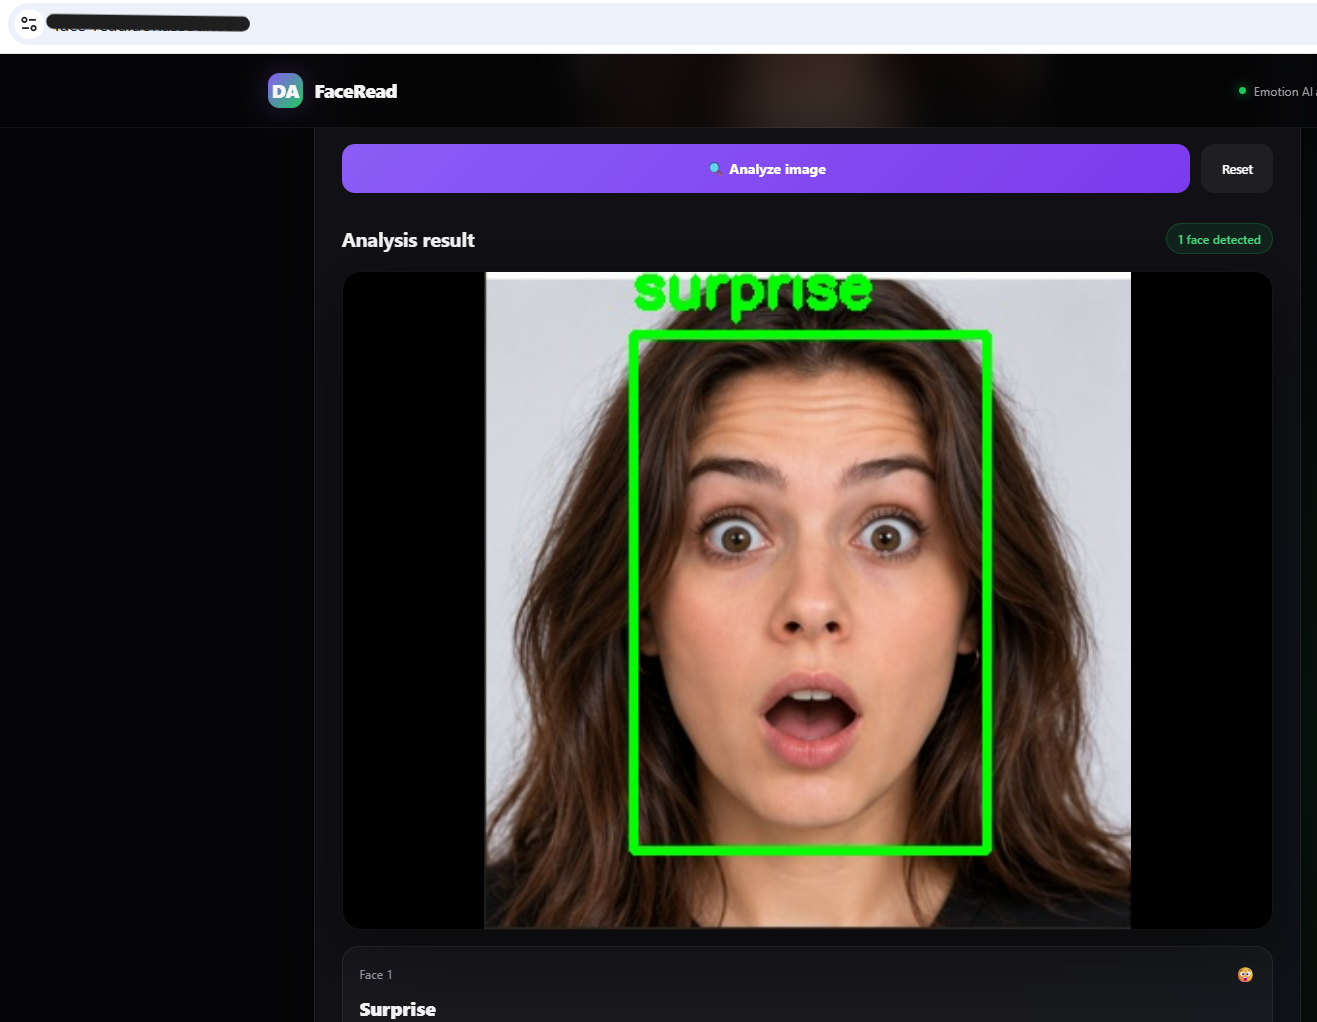 DA FaceRead
Emotion AI
🔍 Analyze image
Reset
Analysis result
1 face detected
surprise
Face 1
Surprise